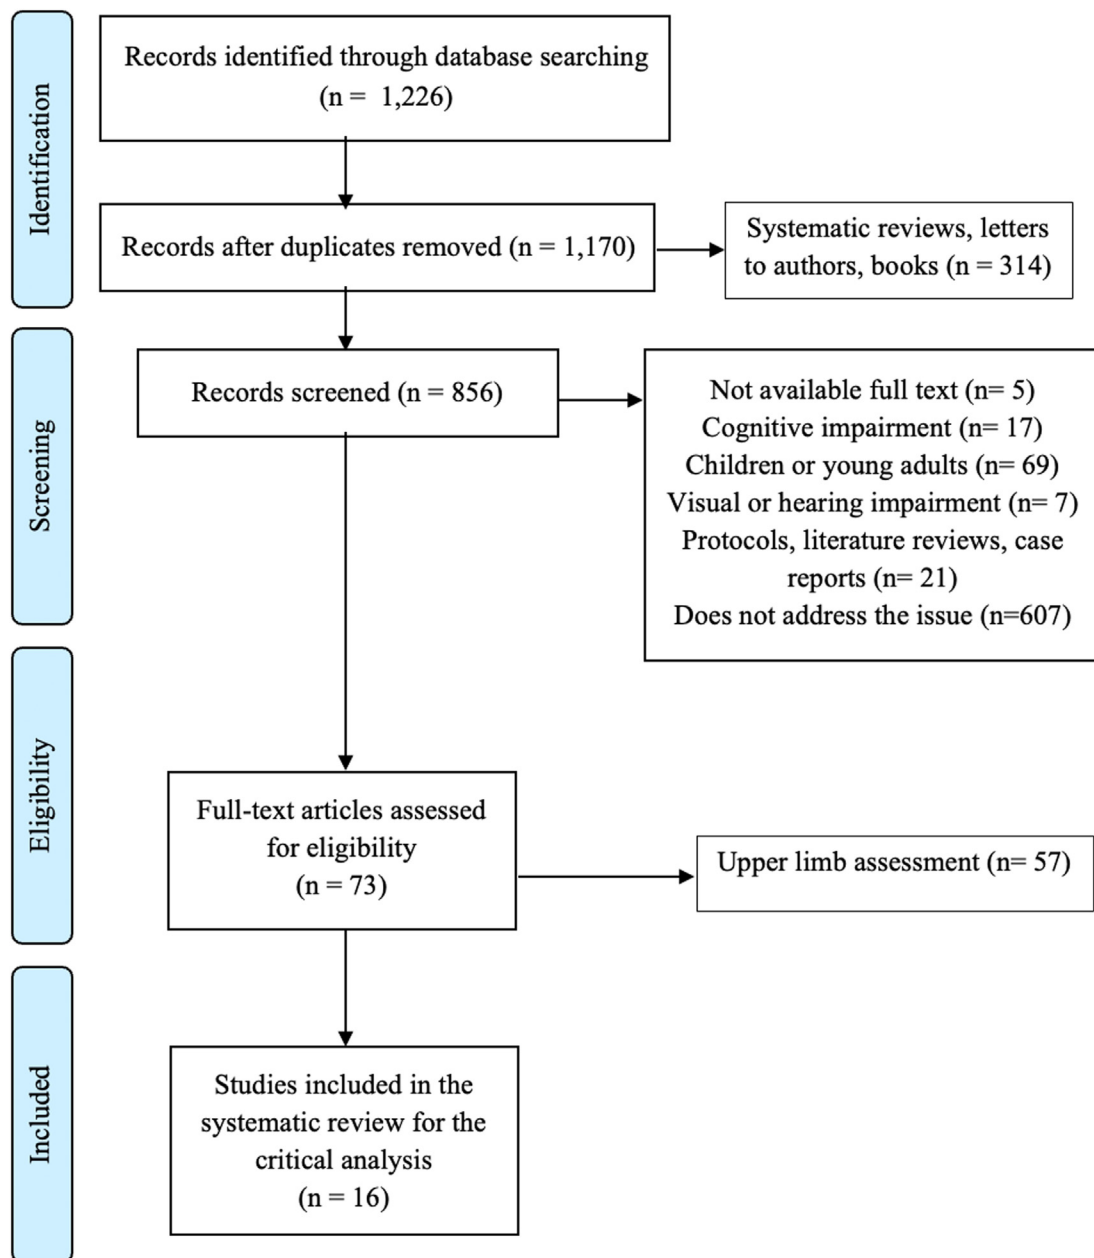 Identification
Records identified through database searching
(n = 1,226)
Records after duplicates removed (n = 1,170)
Systematic reviews, letters
to authors, books (n = 314)
Screening
Records screened (n = 856)
Not available full text (n= 5)
Cognitive impairment (n= 17)
Children or young adults (n= 69)
Visual or hearing impairment (n= 7)
Protocols, literature reviews, case
reports (n= 21)
Does not address the issue (n=607)
Eligibility
Full-text articles assessed
for eligibility
(n = 73)
Upper limb assessment (n= 57)
Included
Studies included in the
systematic review for the
critical analysis
(n = 16)